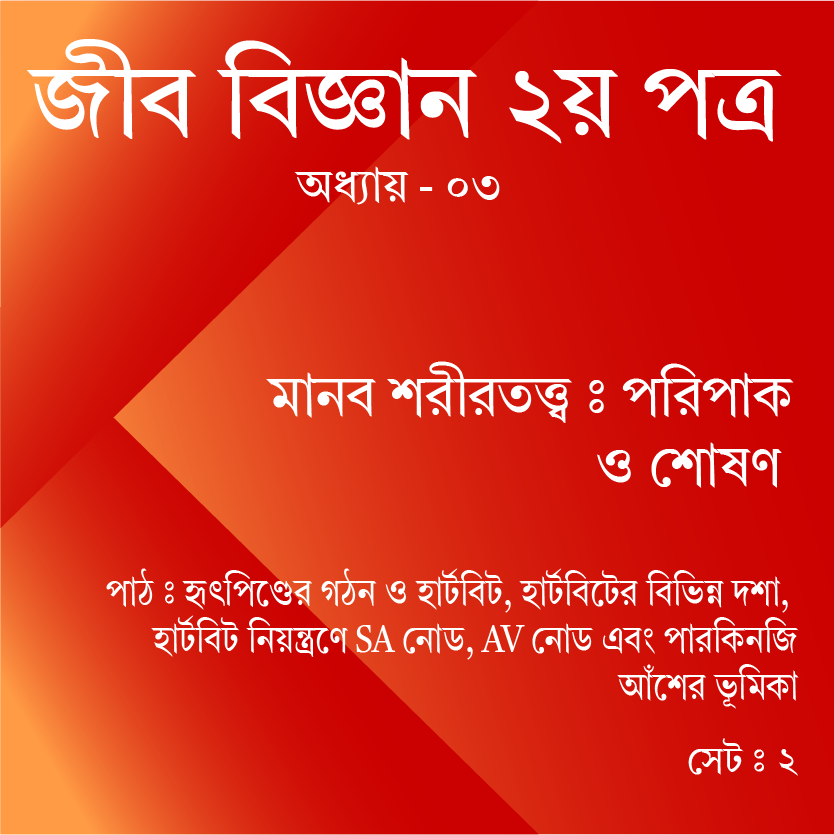 জীব বিজ্ঞান ২য় পত্র
অধ্যায় - ০৩
মানব শরীরতত্ত্ব ঃ পরিপাক
ও শোষণ
পাঠ ঃ হৃৎপিণ্ডের গঠন ও হার্টবিট, হার্টবিটের বিভিন্ন দশা,
হার্টবিট নিয়ন্ত্রণে SA নোড, AV নোড এবং পারকিনজি
আঁশের ভূমিকা
সেট ঃ ২